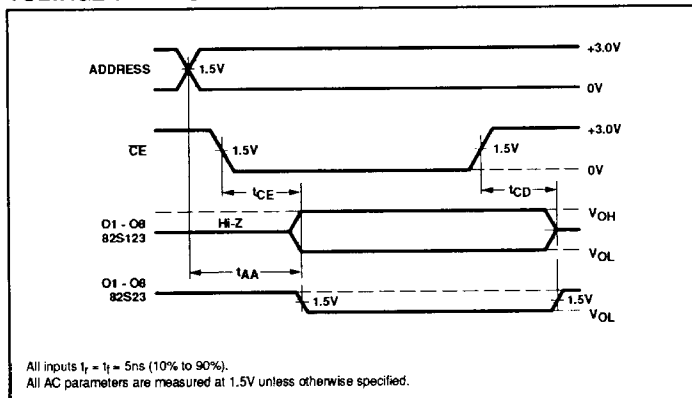 +3.0V
ADDRESS
1.5V
0V
+3.0V
CE
1.5V
1.5V
0V
tCE
tCD
VOH
O1 - O8
82S123
Hi-Z
VOL
tAA
O1 - O8
82S23
1.5V
1.5V
VOL
All inputs tr = tf = 5ns (10% to 90%).
All AC parameters are measured at 1.5V unless otherwise specified.